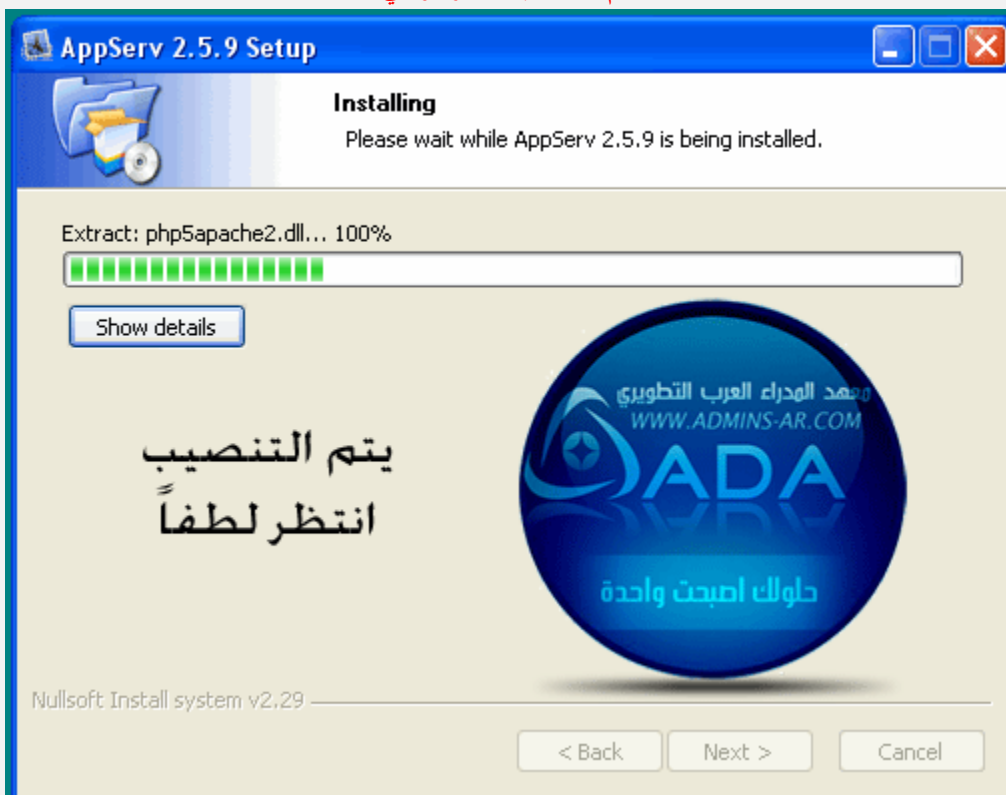 AppServ 2.5.9 Setup
Installing
Please wait while AppServ 2.5.9 is being installed.
Extract: php5apache2.dll... 100%
Show details
معهد المدراء العرب التطويري
WWW.ADMINS-AR.COM
ADA
حلولك اصبحت واحدة
يتم التنصيب
انتظر لطفاً
Nullsoft Install system v2.29
< Back
Next >
Cancel